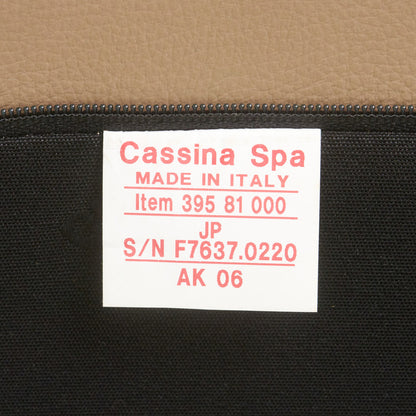 Cassina Spa
MADE IN ITALY
Item 395 81 000
JP
S/N F7637.0220
AK 06